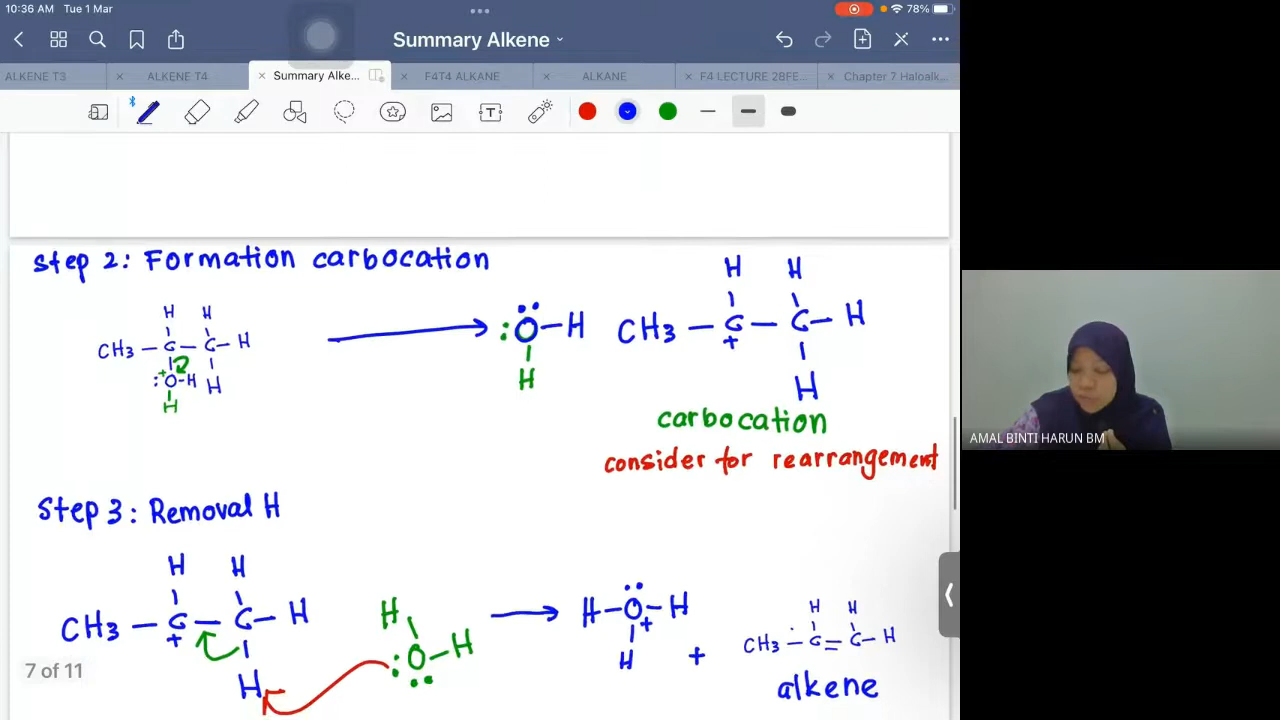 10:36 AM Tue 1 Mar
78%
Summary Alkene
ALKENE T3
ALKENE T4
Summary Alke...
F4T4 ALKANE
ALKANE
F4 LECTURE 2BFE...
Chapter 7 Haloalk...
step 2: Formation carbocation
H H
CH3 – C – C – H
+
:O-H H
H
:O–H
H
H H
CH3 – C – C – H
+
H
carbocation
consider for rearrangement
Step 3: Removal H
H H
CH3 – C – C – H
+
H
H
:O–H
H–O–H
+
H
+
H H
CH3 – C = C – H
alkene
7 of 11
AMAL BINTI HARUN BM